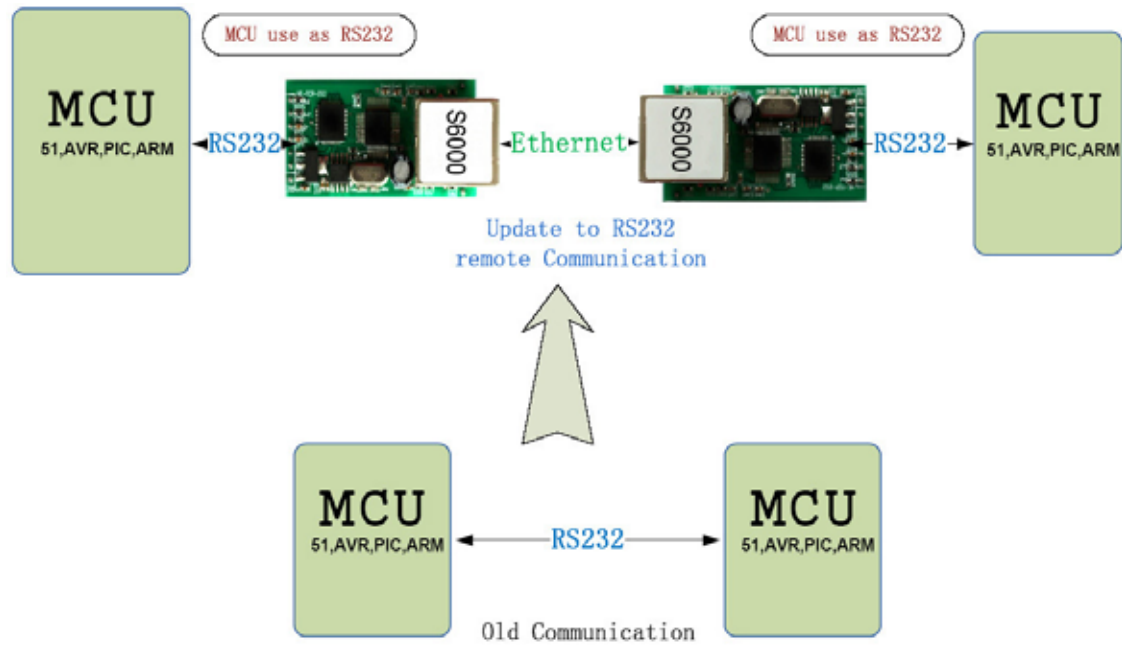 MCU use as RS232
MCU use as RS232
MCU
51,AVR,PIC,ARM
RS232
S6000
Ethernet
S6000
RS232
MCU
51,AVR,PIC,ARM
Update to RS232
remote Communication
MCU
51,AVR,PIC,ARM
RS232
MCU
51,AVR,PIC,ARM
Old Communication